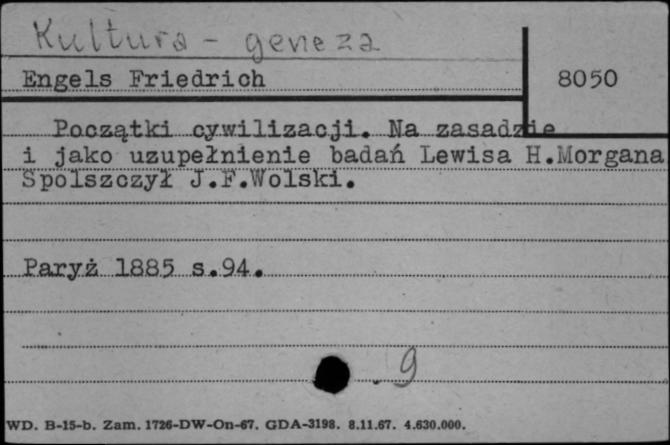 Kultura - geneza
Engels Friedrich
8050
Początki cywilizacji. Na zasadzie
i jako uzupełnienie badań Lewisa H.Morgana
Spolszczył J.F.Wolski.
Paryż 1885 s.94.
. 9
WD. B-15-b. Zam. 1726-DW-On-67. GDA-3198. 8.11.67. 4.630.000.